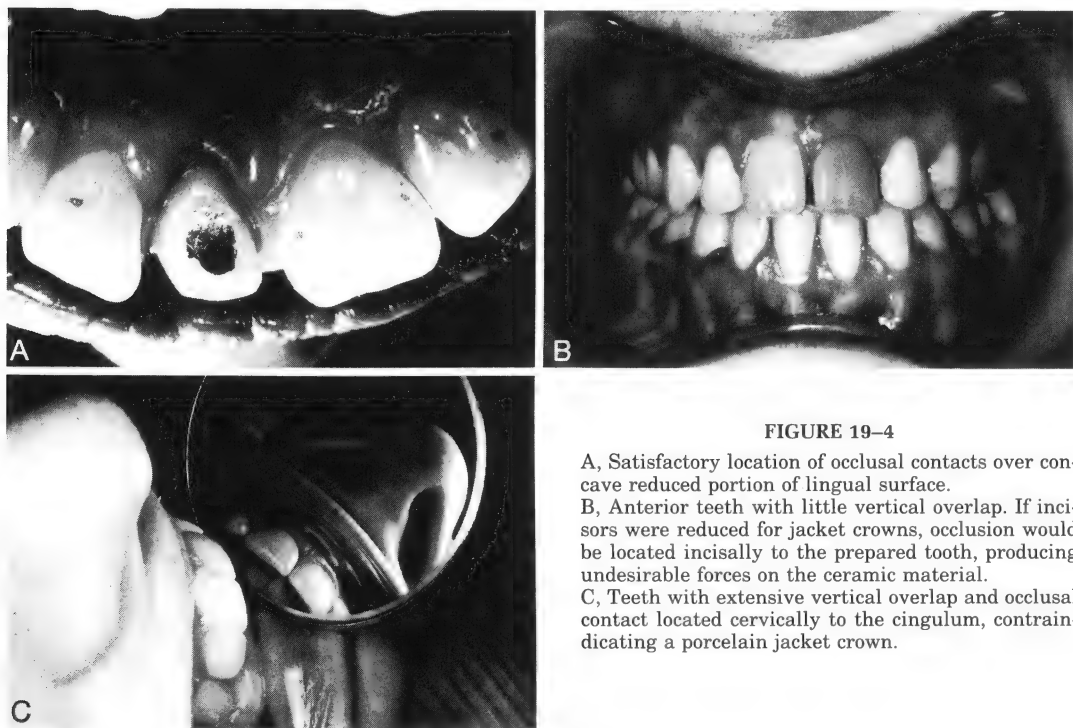 A
B
C
FIGURE 19–4
A, Satisfactory location of occlusal contacts over con-
cave reduced portion of lingual surface.
B, Anterior teeth with little vertical overlap. If inci-
sors were reduced for jacket crowns, occlusion would
be located incisally to the prepared tooth, producing
undesirable forces on the ceramic material.
C, Teeth with extensive vertical overlap and occlusal
contact located cervically to the cingulum, contrain-
dicating a porcelain jacket crown.